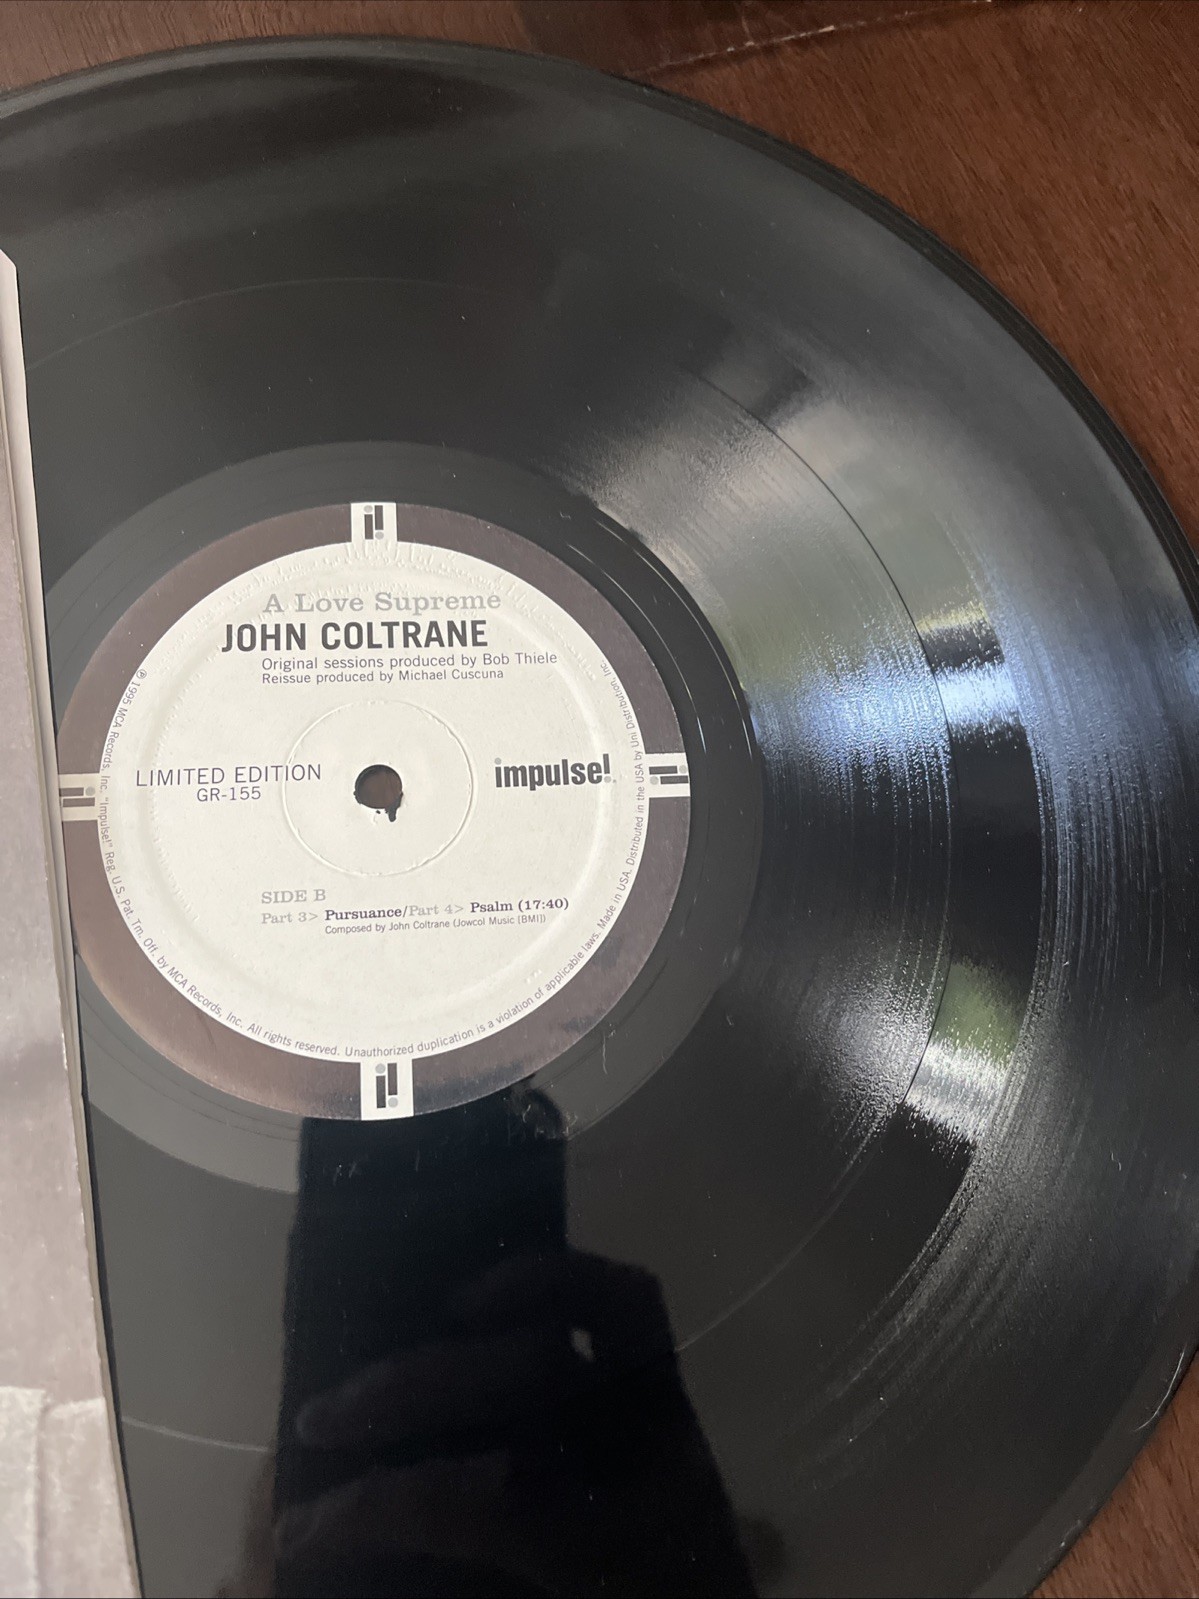 A Love Supreme
JOHN COLTRANE
Original sessions produced by Bob Thiele
Reissue produced by Michael Cuscuna
LIMITED EDITION
GR-155
impulse!
SIDE B
Part 3> Pursuance/Part 4> Psalm (17:40)
Composed by John Coltrane (Jowcol Music [BMI])
℗ 1995 MCA Records, Inc. "Impulse!" Reg. U.S. Pat. Tm. Off. by MCA Records, Inc. All rights reserved. Unauthorized duplication is a violation of applicable laws. Made in USA. Distributed in the USA by Uni Distribution, Inc.